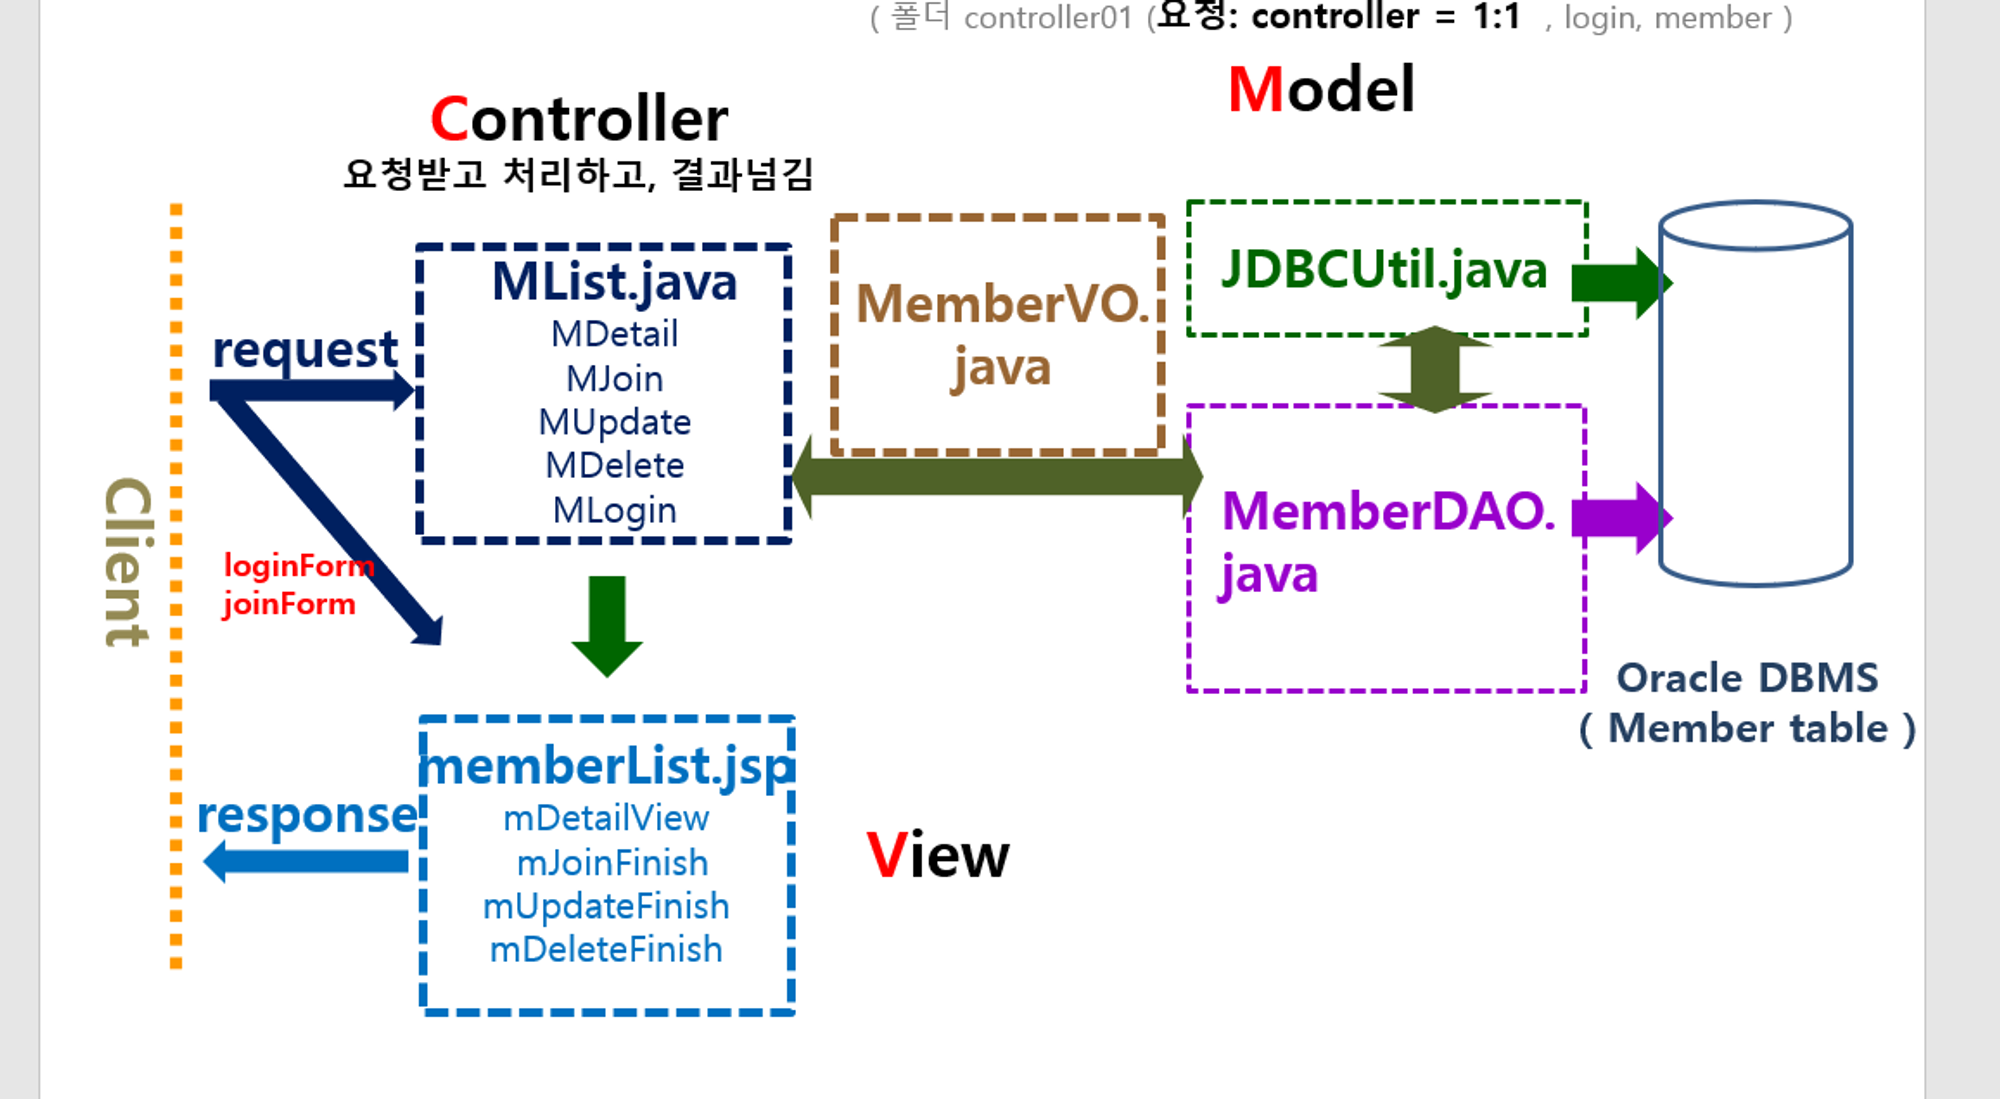 ( 폴더 controller01 (요청: controller = 1:1 , login, member )
Model
Controller
요청받고 처리하고, 결과넘김
MList.java
MDetail
MJoin
MUpdate
MDelete
MLogin
MemberVO.
java
JDBCUtil.java
request
Client
loginForm
joinForm
MemberDAO.
java
Oracle DBMS
( Member table )
memberList.jsp
mDetailView
mJoinFinish
mUpdateFinish
mDeleteFinish
response
View